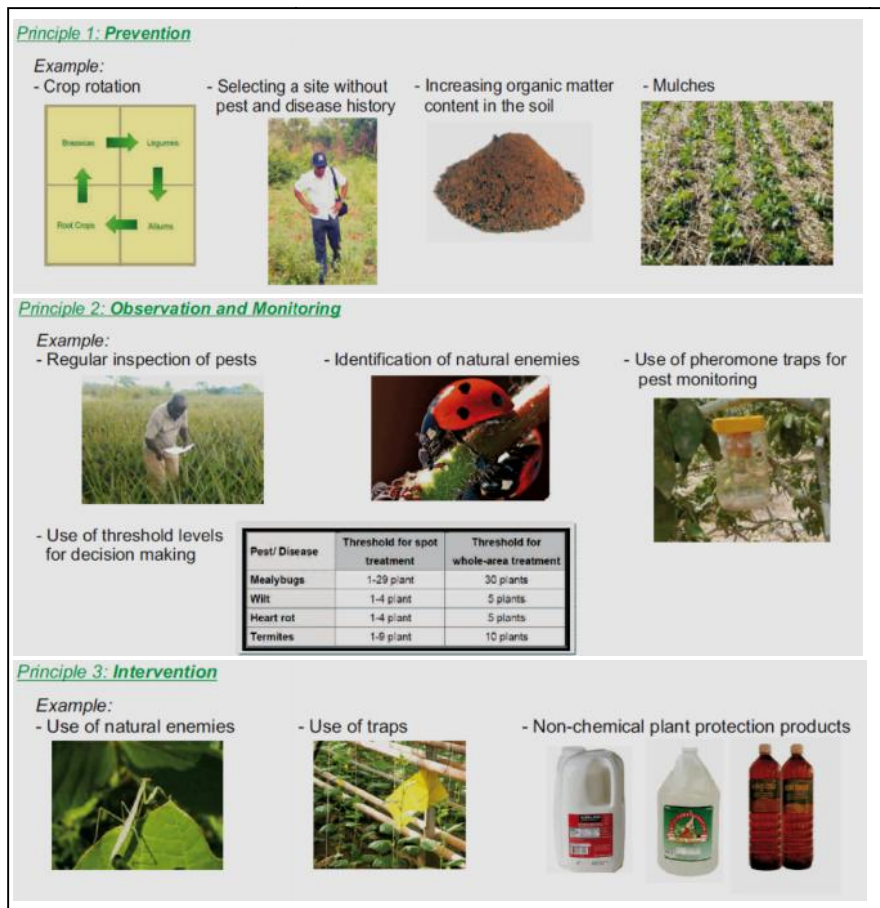 Principle 1: Prevention
Example:
- Crop rotation
- Selecting a site without
pest and disease history
- Increasing organic matter
content in the soil
- Mulches
Brassicas
Legumes
Root Crops
Alliums
Principle 2: Observation and Monitoring
Example:
- Regular inspection of pests
- Identification of natural enemies
- Use of pheromone traps for
pest monitoring
- Use of threshold levels
for decision making
Pest/ Disease
Threshold for spot
treatment
Threshold for
whole-area treatment
Mealybugs 1-29 plant 30 plants
Wilt 1-4 plant 5 plants
Heart rot 1-4 plant 5 plants
Termites 1-9 plant 10 plants
Principle 3: Intervention
Example:
- Use of natural enemies
- Use of traps
- Non-chemical plant protection products